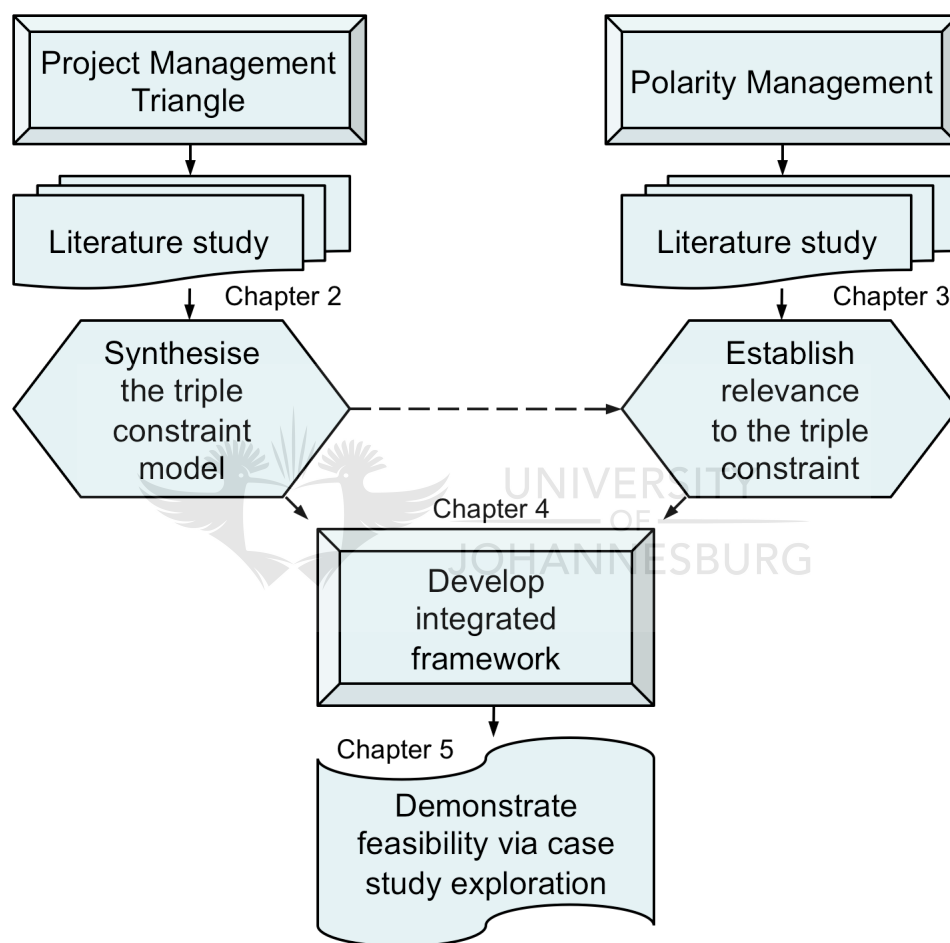 Project Management
Triangle
Polarity Management
Literature study
Literature study
Chapter 2
Chapter 3
Synthesise
the triple
constraint
model
Establish
relevance
to the triple
constraint
UNIVERSITY
OF
JOHANNESBURG
Chapter 4
Develop
integrated
framework
Chapter 5
Demonstrate
feasibility via case
study exploration